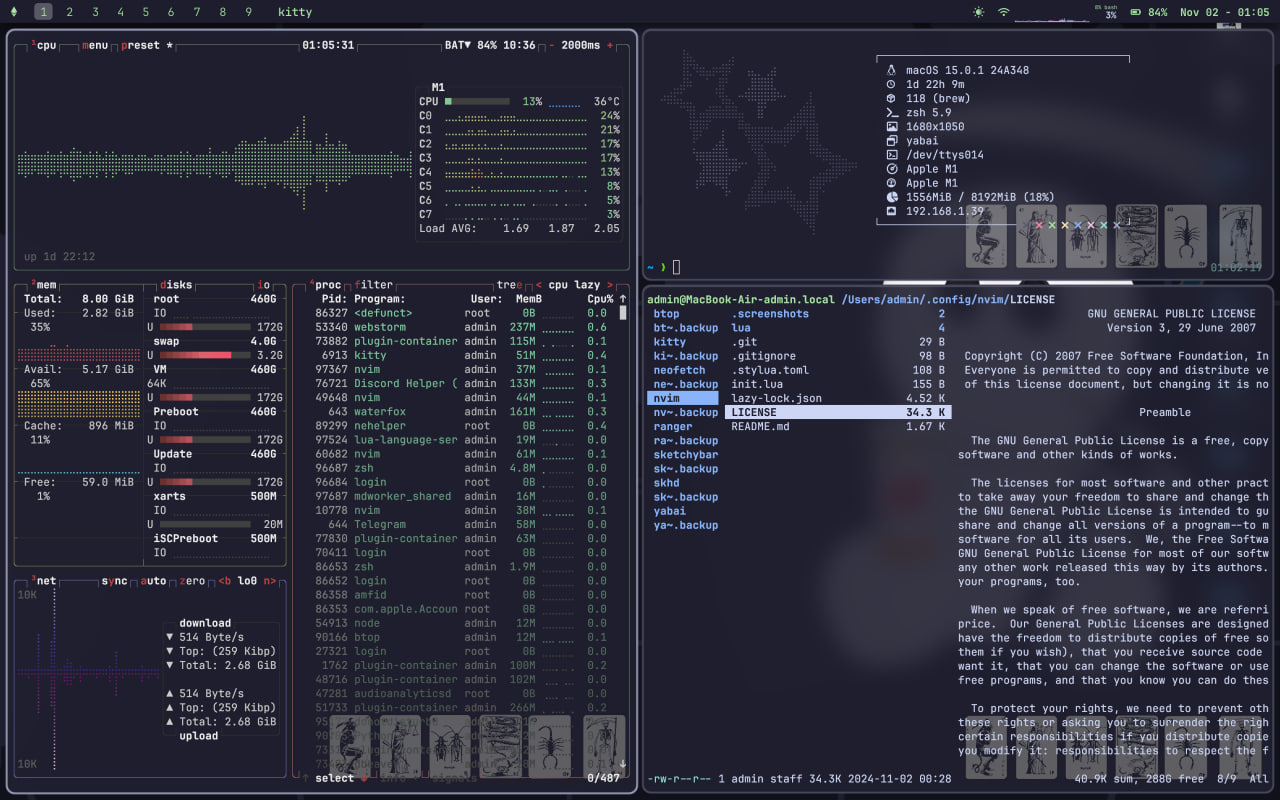 1 2 3 4 5 6 7 8 9 kitty
8% bash
3%
84% Nov 02 - 01:05
¹cpu menu preset * 01:05:31 BAT▼ 84% 10:36 - 2000ms +
M1
CPU 13% 36°C
C0 24%
C1 21%
C2 17%
C3 17%
C4 13%
C5 8%
C6 5%
C7 3%
Load AVG: 1.69 1.87 2.05
up 1d 22:12
²mem
Total: 8.00 GiB
Used: 2.82 GiB
35%
Avail: 5.17 GiB
65%
Cache: 896 MiB
11%
Free: 59.0 MiB
1%
disks io
root 460G
IO
U 172G
swap 4.0G
U 3.2G
VM 460G
64K
U 172G
Preboot 460G
IO
U 172G
Update 460G
IO
U 172G
xarts 500M
IO
U 20M
iSCPreboot 500M
IO
³net sync auto zero <b lo0 n>
10K
download
▼ 514 Byte/s
▼ Top: (259 Kibp)
▼ Total: 2.68 GiB
▲ 514 Byte/s
▲ Top: (259 Kibp)
▲ Total: 2.68 GiB
upload
10K
⁴proc filter tree < cpu lazy >
Pid: Program: User: MemB Cpu% ↑
86327 <defunct> root 0B 0.0
53340 webstorm admin 237M 0.6
73882 plugin-container admin 115M 0.1
6913 kitty admin 51M 0.4
97367 nvim admin 37M 0.1
76721 Discord Helper ( admin 133M 0.3
49648 nvim admin 44M 0.1
643 waterfox admin 161M 0.3
89299 nehelper root 0B 0.4
97524 lua-language-ser admin 19M 0.0
60682 nvim admin 61M 0.1
96687 zsh admin 4.8M 0.0
96684 login root 0B 0.0
97687 mdworker_shared admin 16M 0.0
10778 nvim admin 38M 0.1
644 Telegram admin 58M 0.0
77830 plugin-container admin 63M 0.0
70411 login root 0B 0.0
86653 zsh admin 1.9M 0.0
86652 login root 0B 0.0
86358 amfid root 0B 0.0
86353 com.apple.Accoun root 0B 0.0
54913 node admin 12M 0.0
90156 btop admin 12M 0.1
27321 login root 0B 0.0
1762 plugin-container admin 100M 0.2
48716 plugin-container admin 102M 0.0
47281 audioanalyticsd root 0B 0.0
51733 plugin-container admin 266M 0.2
↑ select ↓ info signals 0/487
macOS 15.0.1 24A348
1d 22h 9m
118 (brew)
zsh 5.9
1680x1050
yabai
/dev/ttys014
Apple M1
Apple M1
1556MiB / 8192MiB (18%)
192.168.1.39
~ ❯ 01:02:19
admin@MacBook-Air-admin.local /Users/admin/.config/nvim/LICENSE
btop
bt~.backup
kitty
ki~.backup
neofetch
ne~.backup
nvim
nv~.backup
ranger
ra~.backup
sketchybar
sk~.backup
skhd
sk~.backup
yabai
ya~.backup
.screenshots 2
lua 4
.git 29 B
.gitignore 98 B
.stylua.toml 108 B
init.lua 155 B
lazy-lock.json 4.52 K
LICENSE 34.3 K
README.md 1.67 K
GNU GENERAL PUBLIC LICENSE
Version 3, 29 June 2007
Copyright (C) 2007 Free Software Foundation, In
Everyone is permitted to copy and distribute ve
of this license document, but changing it is no
Preamble
The GNU General Public License is a free, copy
software and other kinds of works.
The licenses for most software and other pract
to take away your freedom to share and change th
the GNU General Public License is intended to gu
share and change all versions of a program--to m
software for all its users. We, the Free Softwa
GNU General Public License for most of our softw
any other work released this way by its authors.
your programs, too.
When we speak of free software, we are referri
price. Our General Public Licenses are designed
have the freedom to distribute copies of free so
them if you wish), that you receive source code
want it, that you can change the software or use
free programs, and that you know you can do thes
To protect your rights, we need to prevent oth
these rights or asking you to surrender the righ
certain responsibilities if you distribute copie
you modify it: responsibilities to respect the f
-rw-r--r-- 1 admin staff 34.3K 2024-11-02 00:28 40.9K sum, 288G free 8/9 All